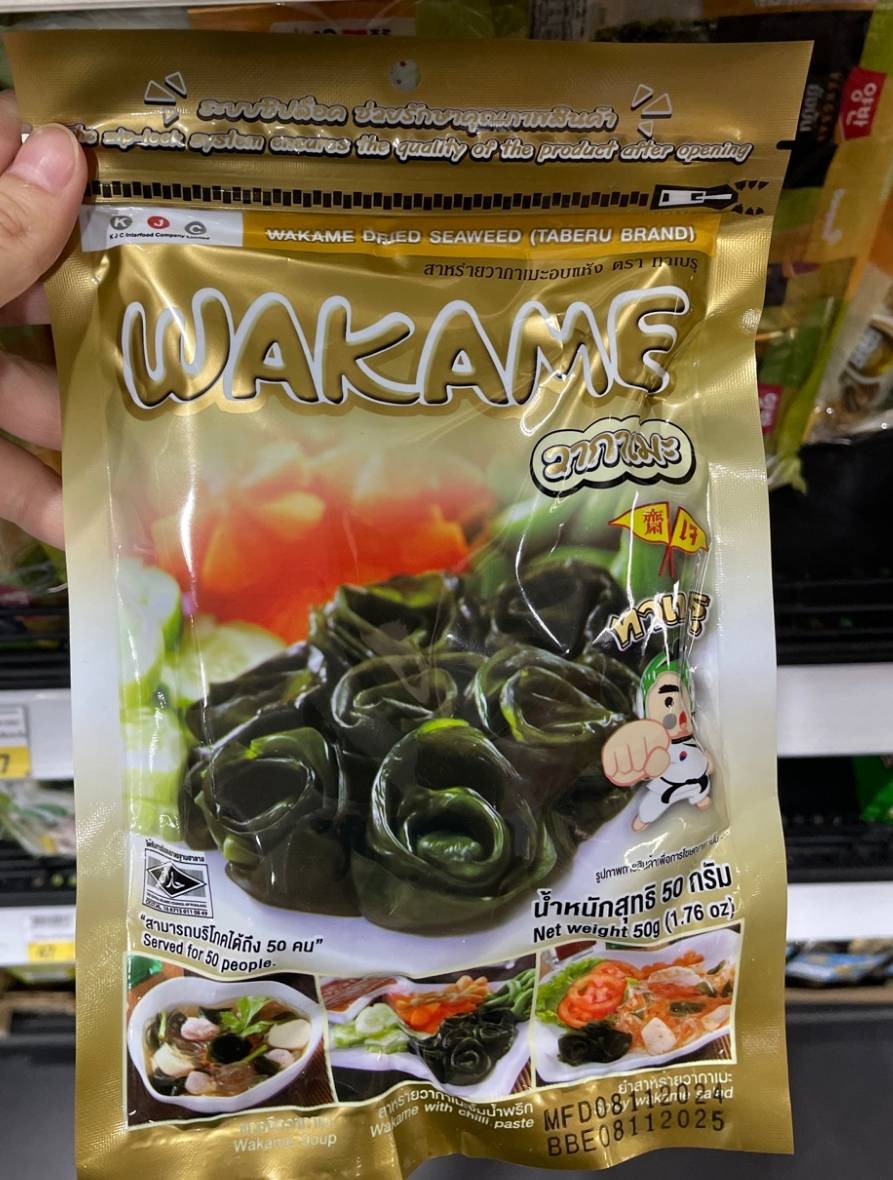 ระบบซิปล็อค ช่วยรักษาคุณภาพสินค้า
zip-lock system ensures the quality of the product after opening
K J C
K J C Interfood Company Limited
WAKAME DRIED SEAWEED (TABERU BRAND)
สาหร่ายวากาเมะอบแห้ง ตรา ทาเบรุ
WAKAME
วากาเมะ
齋 เจ
ทาเบรุ
น้ำหนักสุทธิ 50 กรัม
Net weight 50g (1.76 oz)
"สามารถบริโภคได้ถึง 50 คน"
Served for 50 people.
Wakame Soup
Wakame with chilli paste
ยำสาหร่ายวากาเมะ
wakame salad
MFD08112024
BBE08112025